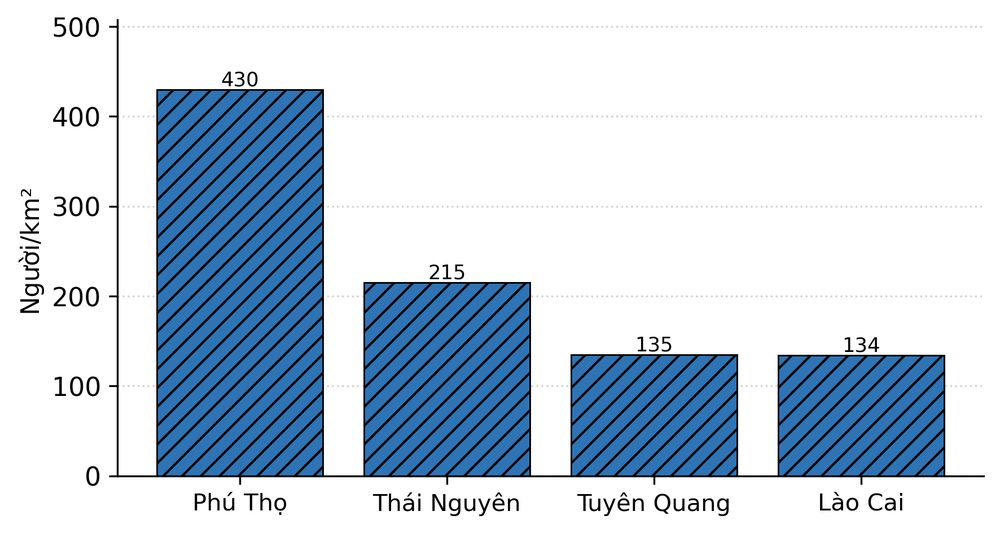 Người/km²
500
400
300
200
100
0
430
215
135
134
Phú Thọ
Thái Nguyên
Tuyên Quang
Lào Cai